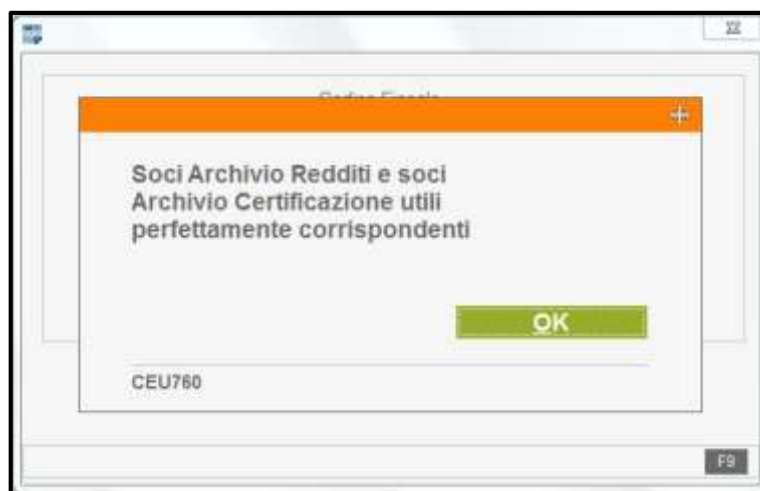 Soci Archivio Redditi e soci
Archivio Certificazione utili
perfettamente corrispondenti
OK
CEU760
F9